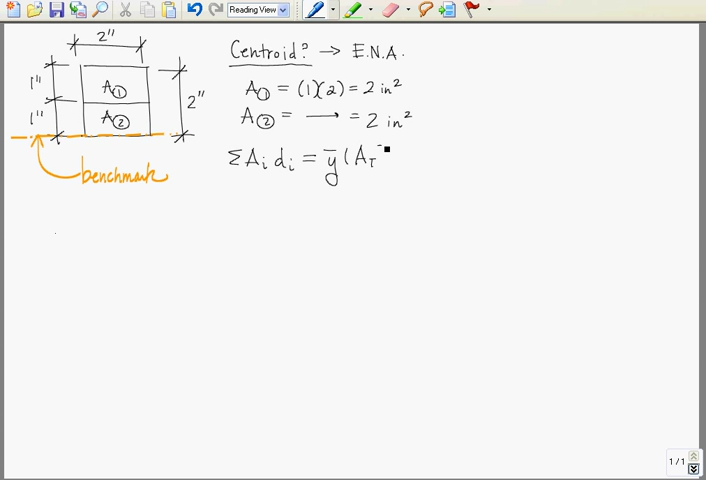 Reading View
2"
1"
A①
1"
A②
2"
benchmark
Centroid? → E.N.A.
A① = (1)(2) = 2 in²
A② = → = 2 in²
ΣAᵢ dᵢ = ȳ (A_T
1/1